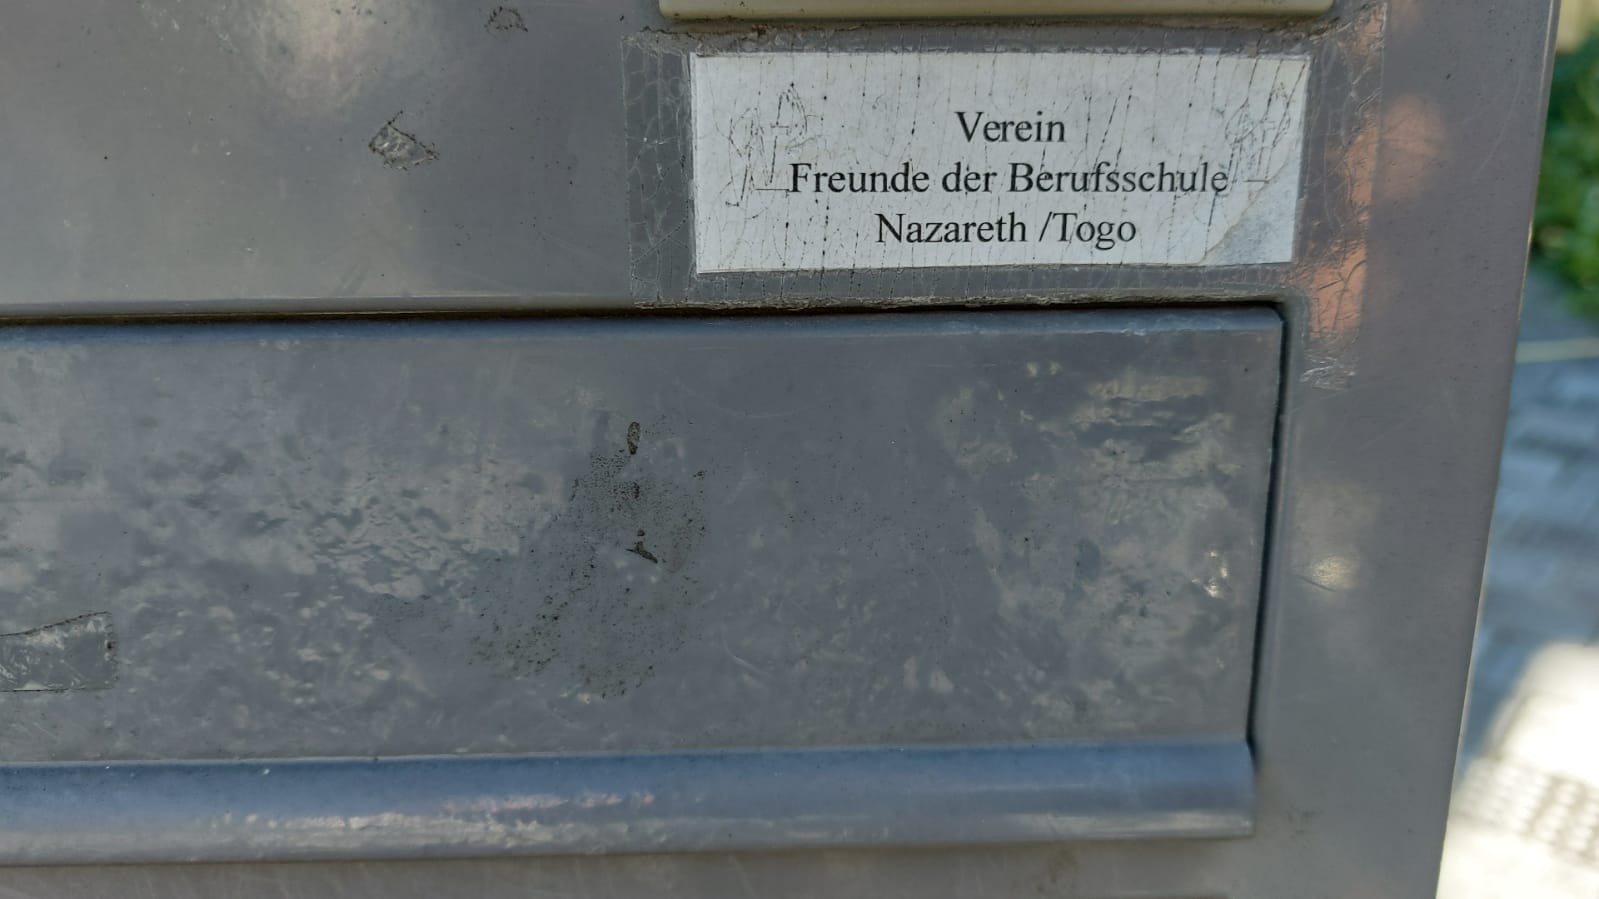 Verein
Freunde der Berufsschule
Nazareth /Togo